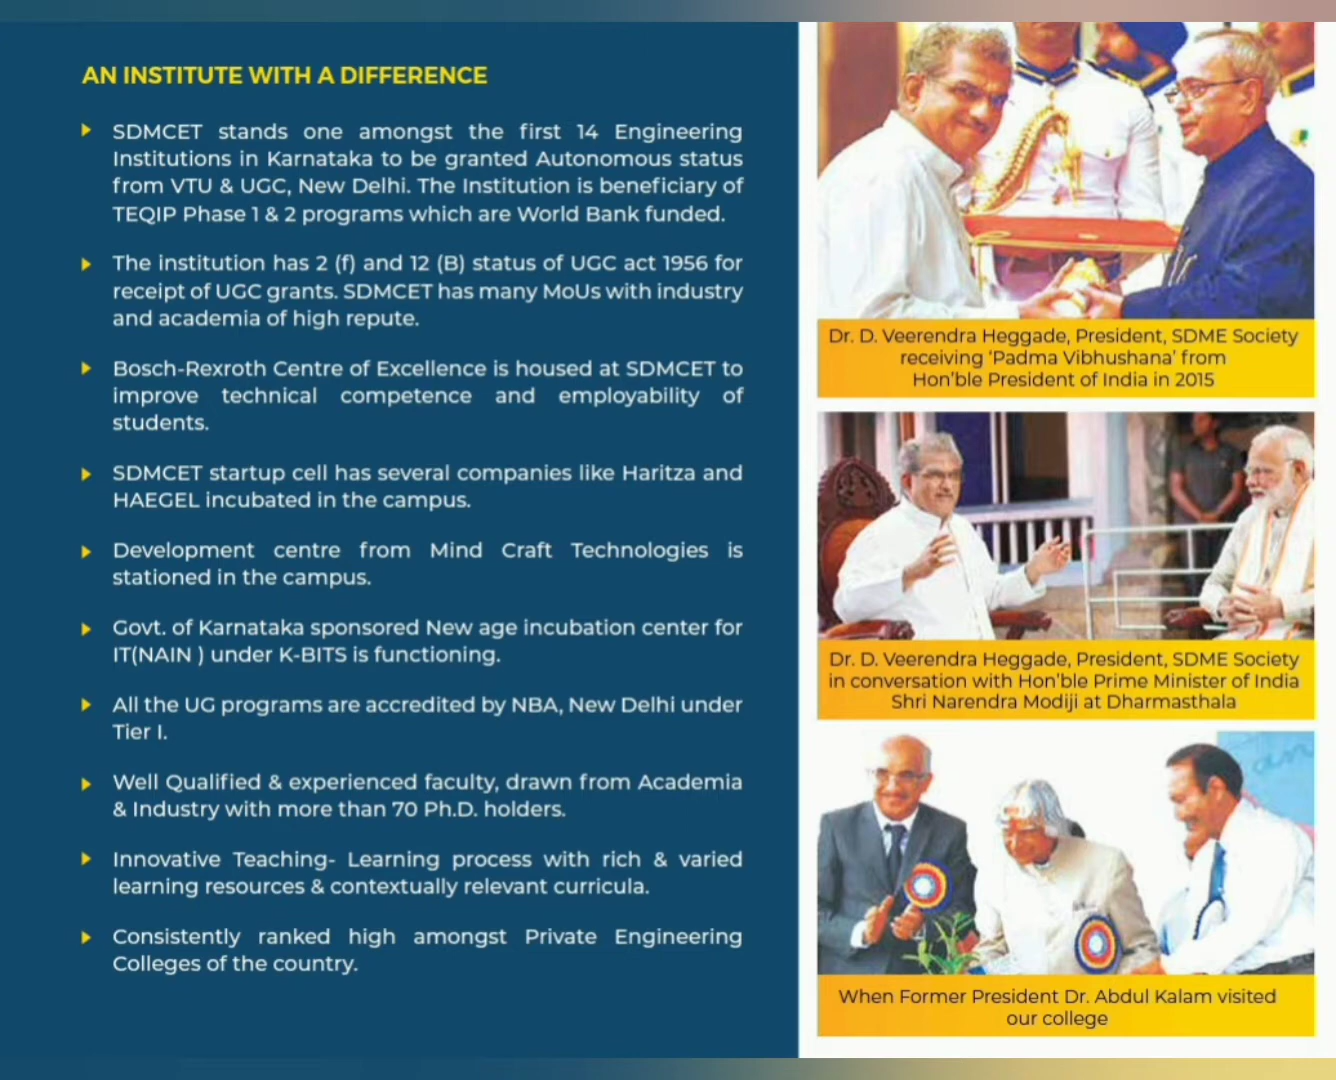 AN INSTITUTE WITH A DIFFERENCE
SDMCET stands one amongst the first 14 Engineering
Institutions in Karnataka to be granted Autonomous status
from VTU & UGC, New Delhi. The Institution is beneficiary of
TEQIP Phase 1 & 2 programs which are World Bank funded.
The institution has 2 (f) and 12 (B) status of UGC act 1956 for
receipt of UGC grants. SDMCET has many MoUs with industry
and academia of high repute.
Bosch-Rexroth Centre of Excellence is housed at SDMCET to
improve technical competence and employability of
students.
SDMCET startup cell has several companies like Haritza and
HAEGEL incubated in the campus.
Development centre from Mind Craft Technologies is
stationed in the campus.
Govt. of Karnataka sponsored New age incubation center for
IT(NAIN ) under K-BITS is functioning.
All the UG programs are accredited by NBA, New Delhi under
Tier I.
Well Qualified & experienced faculty, drawn from Academia
& Industry with more than 70 Ph.D. holders.
Innovative Teaching- Learning process with rich & varied
learning resources & contextually relevant curricula.
Consistently ranked high amongst Private Engineering
Colleges of the country.
Dr. D. Veerendra Heggade, President, SDME Society
receiving 'Padma Vibhushana' from
Hon'ble President of India in 2015
Dr. D. Veerendra Heggade, President, SDME Society
in conversation with Hon'ble Prime Minister of India
Shri Narendra Modiji at Dharmasthala
When Former President Dr. Abdul Kalam visited
our college